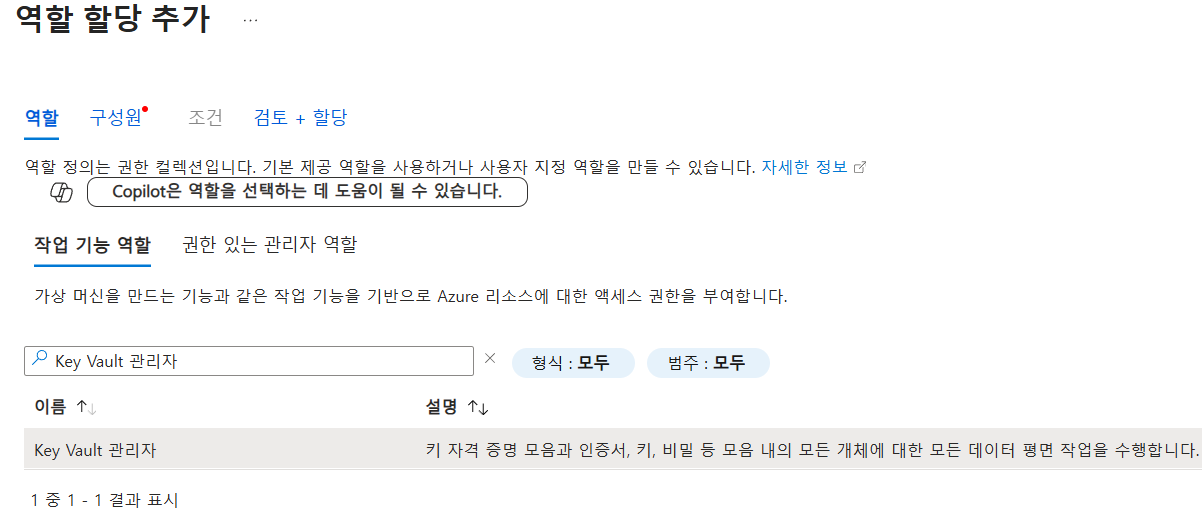 역할 할당 추가 ...
역할 구성원 조건 검토 + 할당
역할 정의는 권한 컬렉션입니다. 기본 제공 역할을 사용하거나 사용자 지정 역할을 만들 수 있습니다. 자세한 정보
Copilot은 역할을 선택하는 데 도움이 될 수 있습니다.
작업 기능 역할 권한 있는 관리자 역할
가상 머신을 만드는 기능과 같은 작업 기능을 기반으로 Azure 리소스에 대한 액세스 권한을 부여합니다.
Key Vault 관리자 형식 : 모두 범주 : 모두
이름 ↑↓ 설명 ↑↓
Key Vault 관리자 키 자격 증명 모음과 인증서, 키, 비밀 등 모음 내의 모든 개체에 대한 모든 데이터 평면 작업을 수행합니다.
1 중 1 - 1 결과 표시